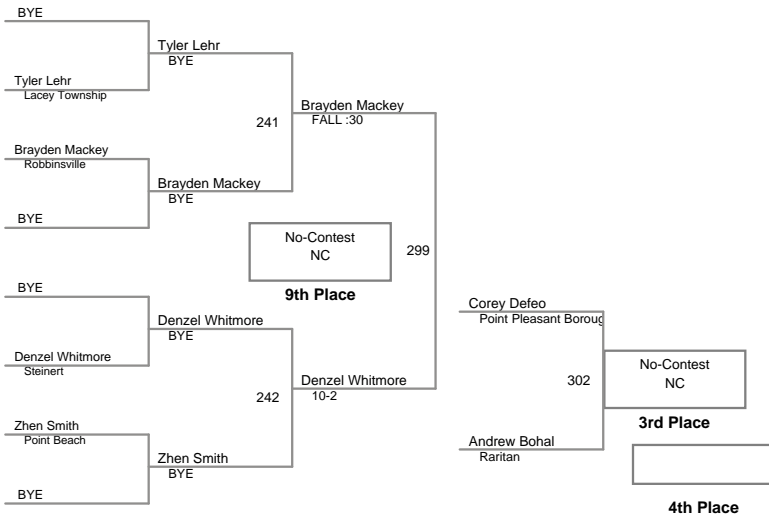 BYE
Tyler Lehr
BYE
Tyler Lehr
Lacey Township
241
Brayden Mackey
FALL :30
Brayden Mackey
Robbinsville
Brayden Mackey
BYE
BYE
No-Contest
NC
9th Place
299
BYE
Denzel Whitmore
BYE
Denzel Whitmore
Steinert
242
Denzel Whitmore
10-2
Zhen Smith
Point Beach
Zhen Smith
BYE
BYE
Corey Defeo
Point Pleasant Boroug
302
No-Contest
NC
3rd Place
Andrew Bohal
Raritan
4th Place